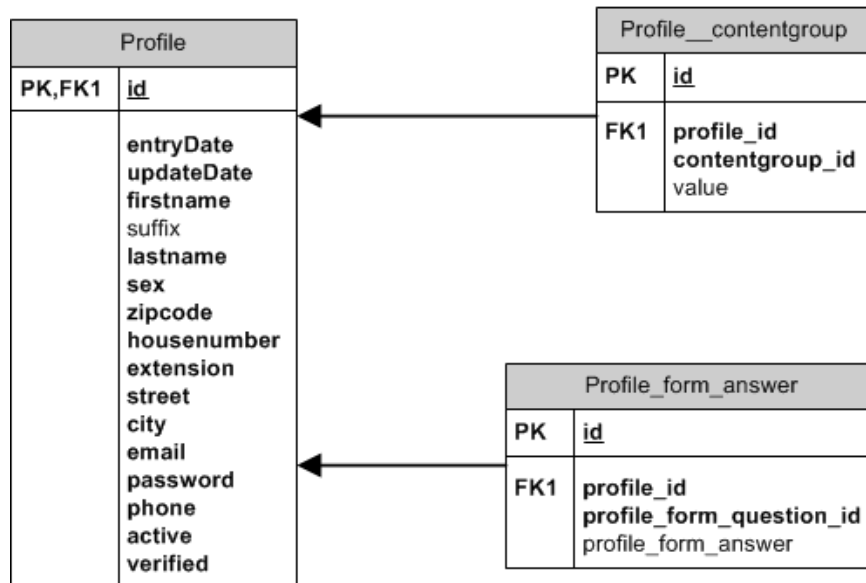 Profile
PK,FK1 id
entryDate
updateDate
firstname
suffix
lastname
sex
zipcode
housenumber
extension
street
city
email
password
phone
active
verified
Profile__contentgroup
PK id
FK1 profile_id
contentgroup_id
value
Profile_form_answer
PK id
FK1 profile_id
profile_form_question_id
profile_form_answer